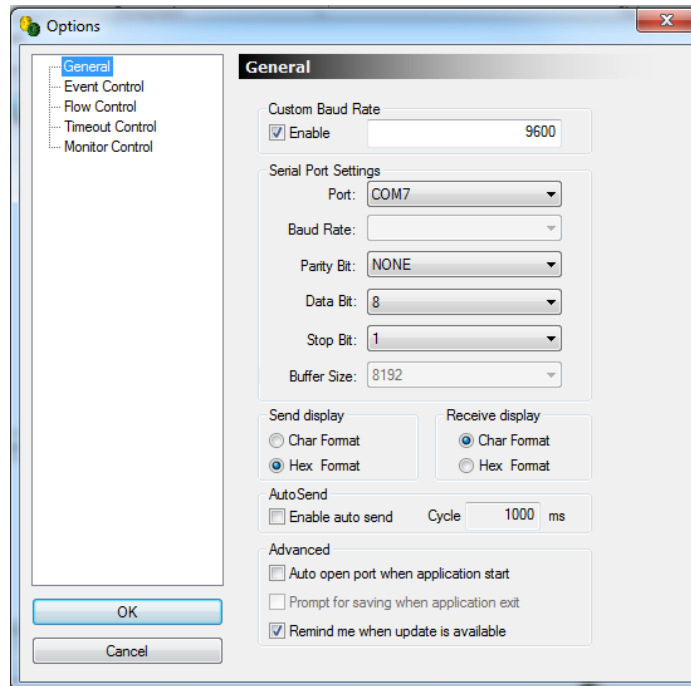 Options
General
Event Control
Flow Control
Timeout Control
Monitor Control
OK
Cancel
General
Custom Baud Rate
Enable 9600
Serial Port Settings
Port: COM7
Baud Rate:
Parity Bit: NONE
Data Bit: 8
Stop Bit: 1
Buffer Size: 8192
Send display
Char Format
Hex Format
Receive display
Char Format
Hex Format
AutoSend
Enable auto send Cycle 1000 ms
Advanced
Auto open port when application start
Prompt for saving when application exit
Remind me when update is available